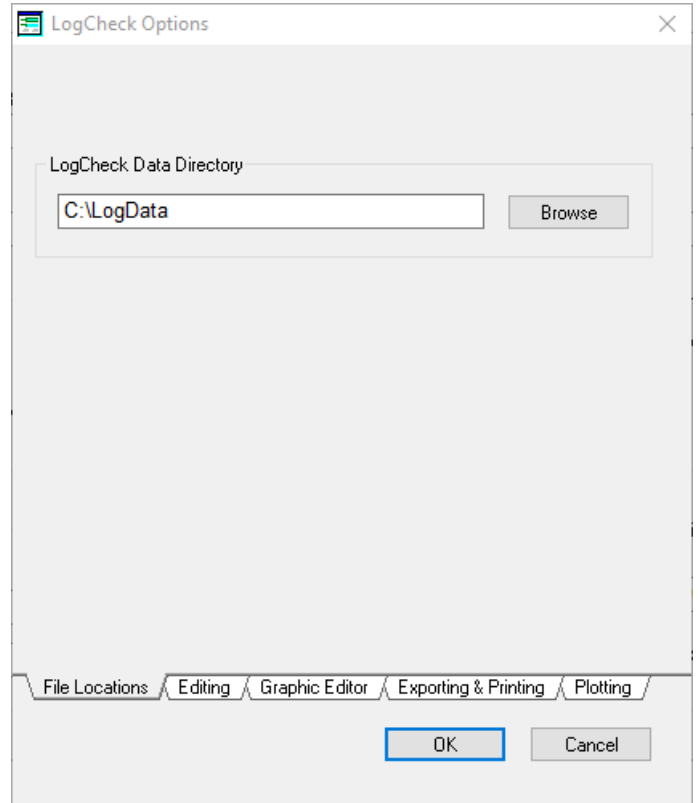 LogCheck Options
LogCheck Data Directory
C:\LogData
Browse
File Locations Editing Graphic Editor Exporting & Printing Plotting
OK Cancel